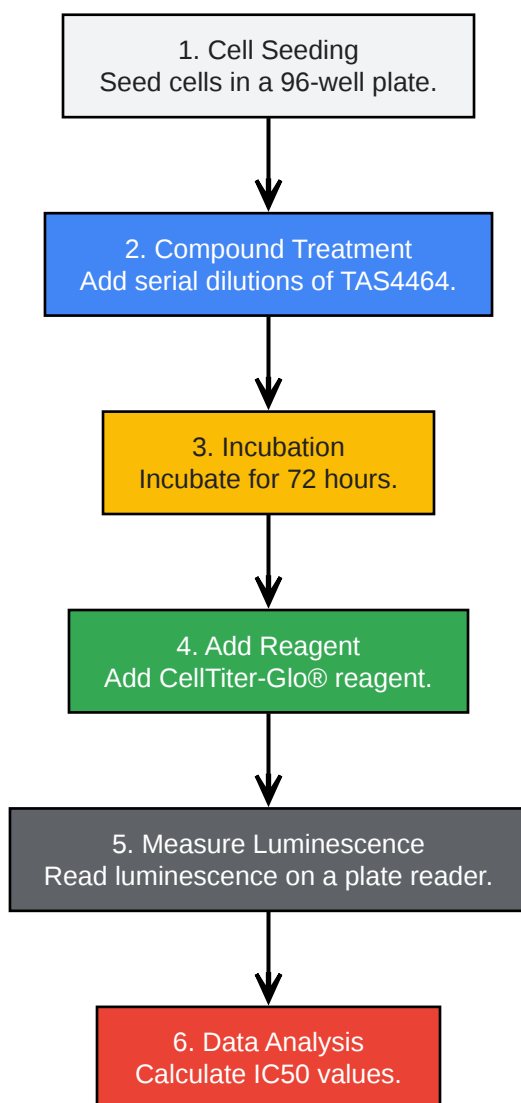 1. Cell Seeding
Seed cells in a 96-well plate.
2. Compound Treatment
Add serial dilutions of TAS4464.
3. Incubation
Incubate for 72 hours.
4. Add Reagent
Add CellTiter-Glo® reagent.
5. Measure Luminescence
Read luminescence on a plate reader.
6. Data Analysis
Calculate IC50 values.